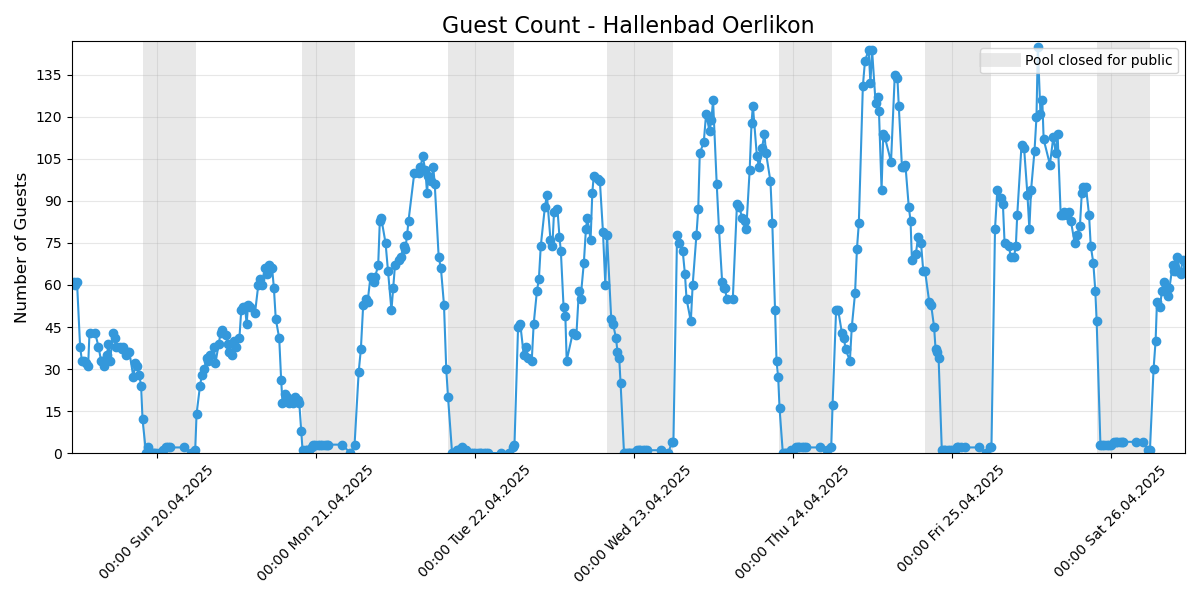 Guest Count - Hallenbad Oerlikon
Pool closed for public
Number of Guests
135
120
105
90
75
60
45
30
15
0
00:00 Sun 20.04.2025
00:00 Mon 21.04.2025
00:00 Tue 22.04.2025
00:00 Wed 23.04.2025
00:00 Thu 24.04.2025
00:00 Fri 25.04.2025
00:00 Sat 26.04.2025